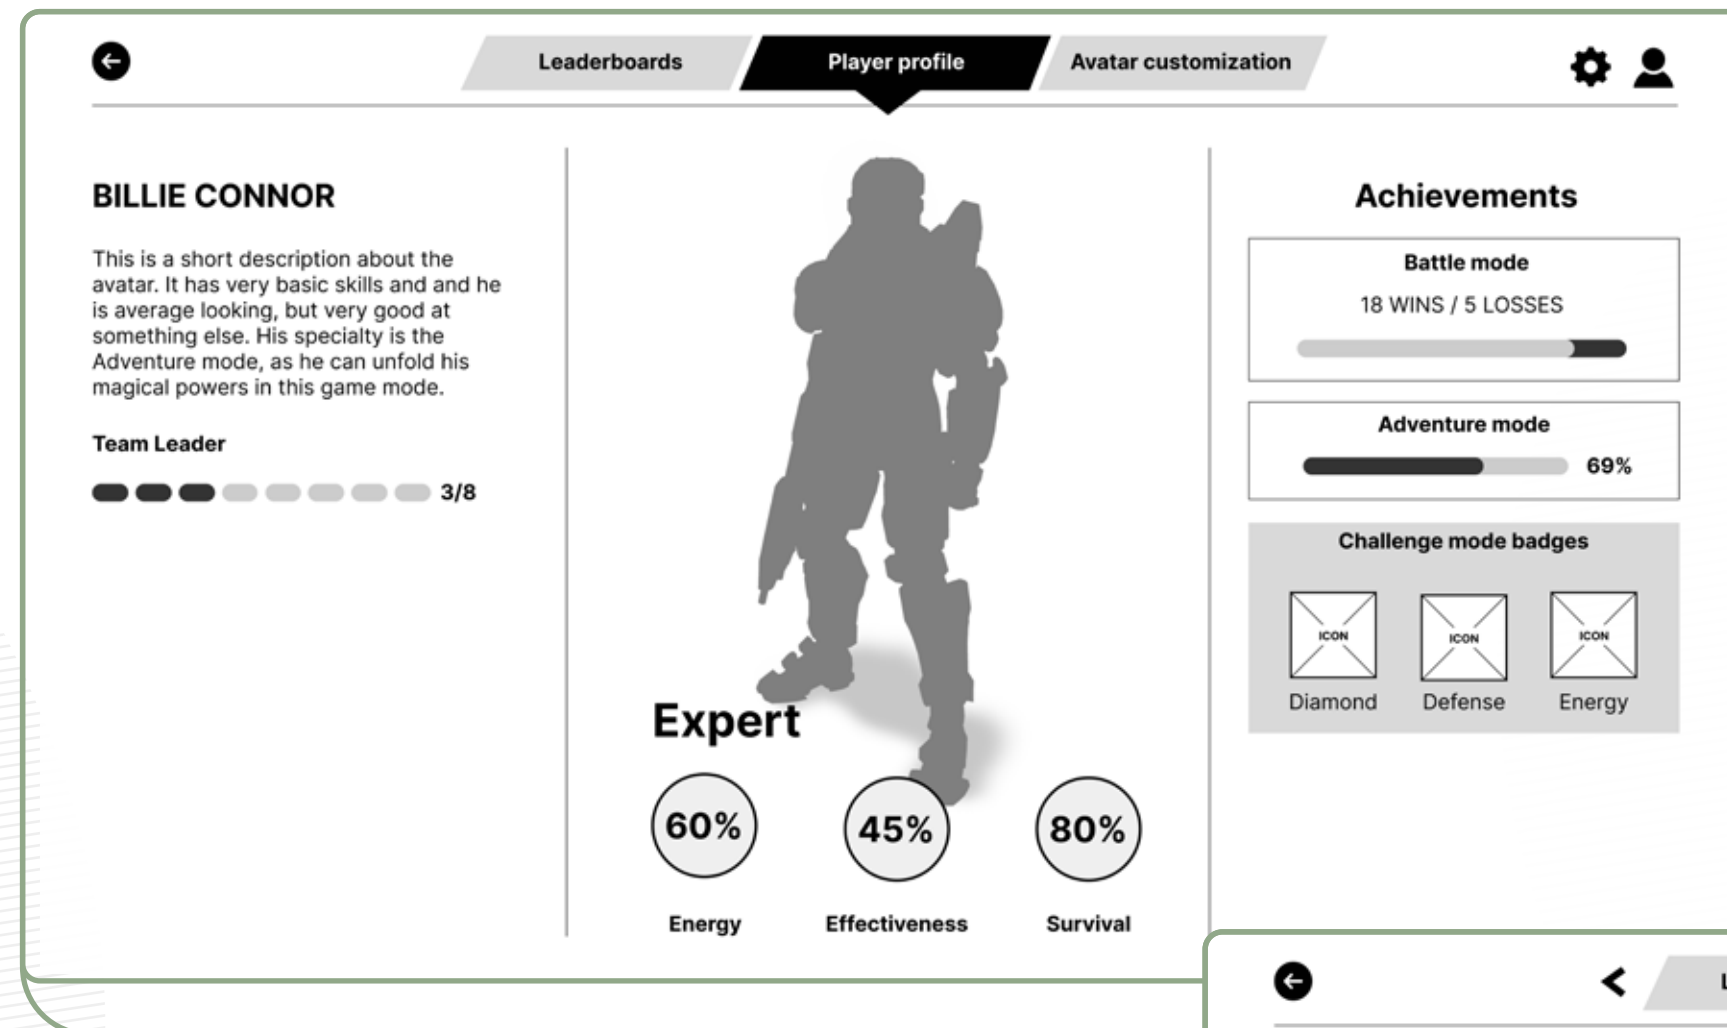 Leaderboards
Player profile
Avatar customization
BILLIE CONNOR
This is a short description about the
avatar. It has very basic skills and and he
is average looking, but very good at
something else. His specialty is the
Adventure mode, as he can unfold his
magical powers in this game mode.
Team Leader
3/8
Expert
60%
45%
80%
Energy
Effectiveness
Survival
Achievements
Battle mode
18 WINS / 5 LOSSES
Adventure mode
69%
Challenge mode badges
ICON
ICON
ICON
Diamond
Defense
Energy